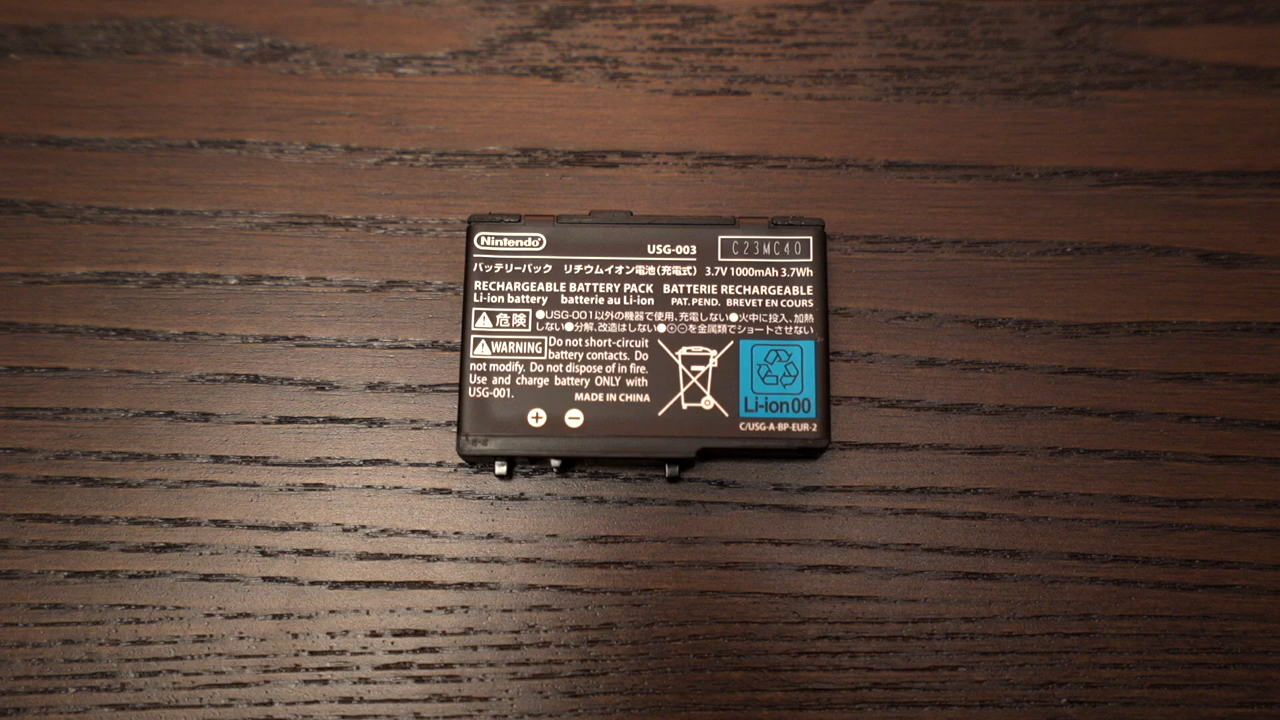 Nintendo USG-003 C23MC40
バッテリーパック リチウムイオン電池(充電式) 3.7V 1000mAh 3.7Wh
RECHARGEABLE BATTERY PACK BATTERIE RECHARGEABLE
Li-ion battery batterie au Li-ion PAT. PEND. BREVET EN COURS
危険 ●USG-001以外の機器で使用、充電しない●火中に投入、加熱
しない●分解、改造はしない●⊕⊖を金属類でショートさせない
WARNING Do not short-circuit
battery contacts. Do
not modify. Do not dispose of in fire.
Use and charge battery ONLY with
USG-001. MADE IN CHINA
+ −
Li-ion 00
C/USG-A-BP-EUR-2